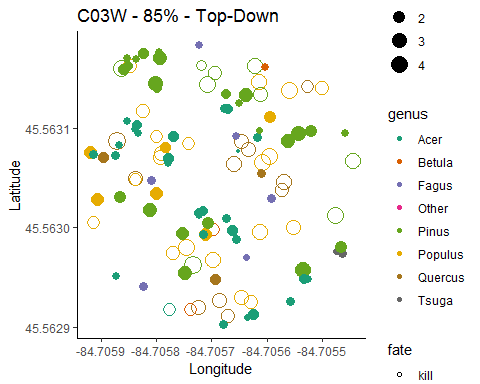 C03W - 85% - Top-Down
2
3
4
genus
Acer
Betula
Fagus
Other
Pinus
Populus
Quercus
Tsuga
fate
kill
45.5631
45.5630
45.5629
Latitude
-84.7059
-84.7058
-84.7057
-84.7056
-84.7055
Longitude